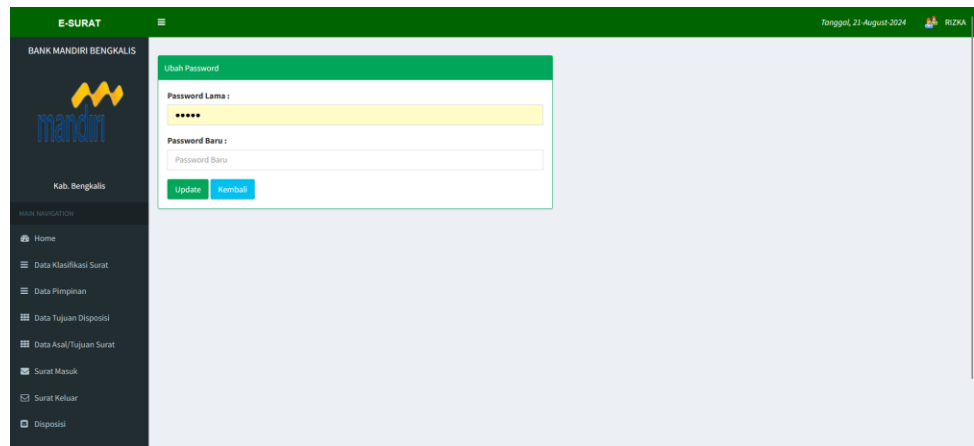 E-SURAT
Tanggal, 21-August-2024
RIZKA
BANK MANDIRI BENGKALIS
mandiri
Kab. Bengkalis
MAIN NAVIGATION
Home
Data Klasifikasi Surat
Data Pimpinan
Data Tujuan Disposisi
Data Asal/Tujuan Surat
Surat Masuk
Surat Keluar
Disposisi
Ubah Password
Password Lama :
•••••
Password Baru :
Password Baru
Update Kembali